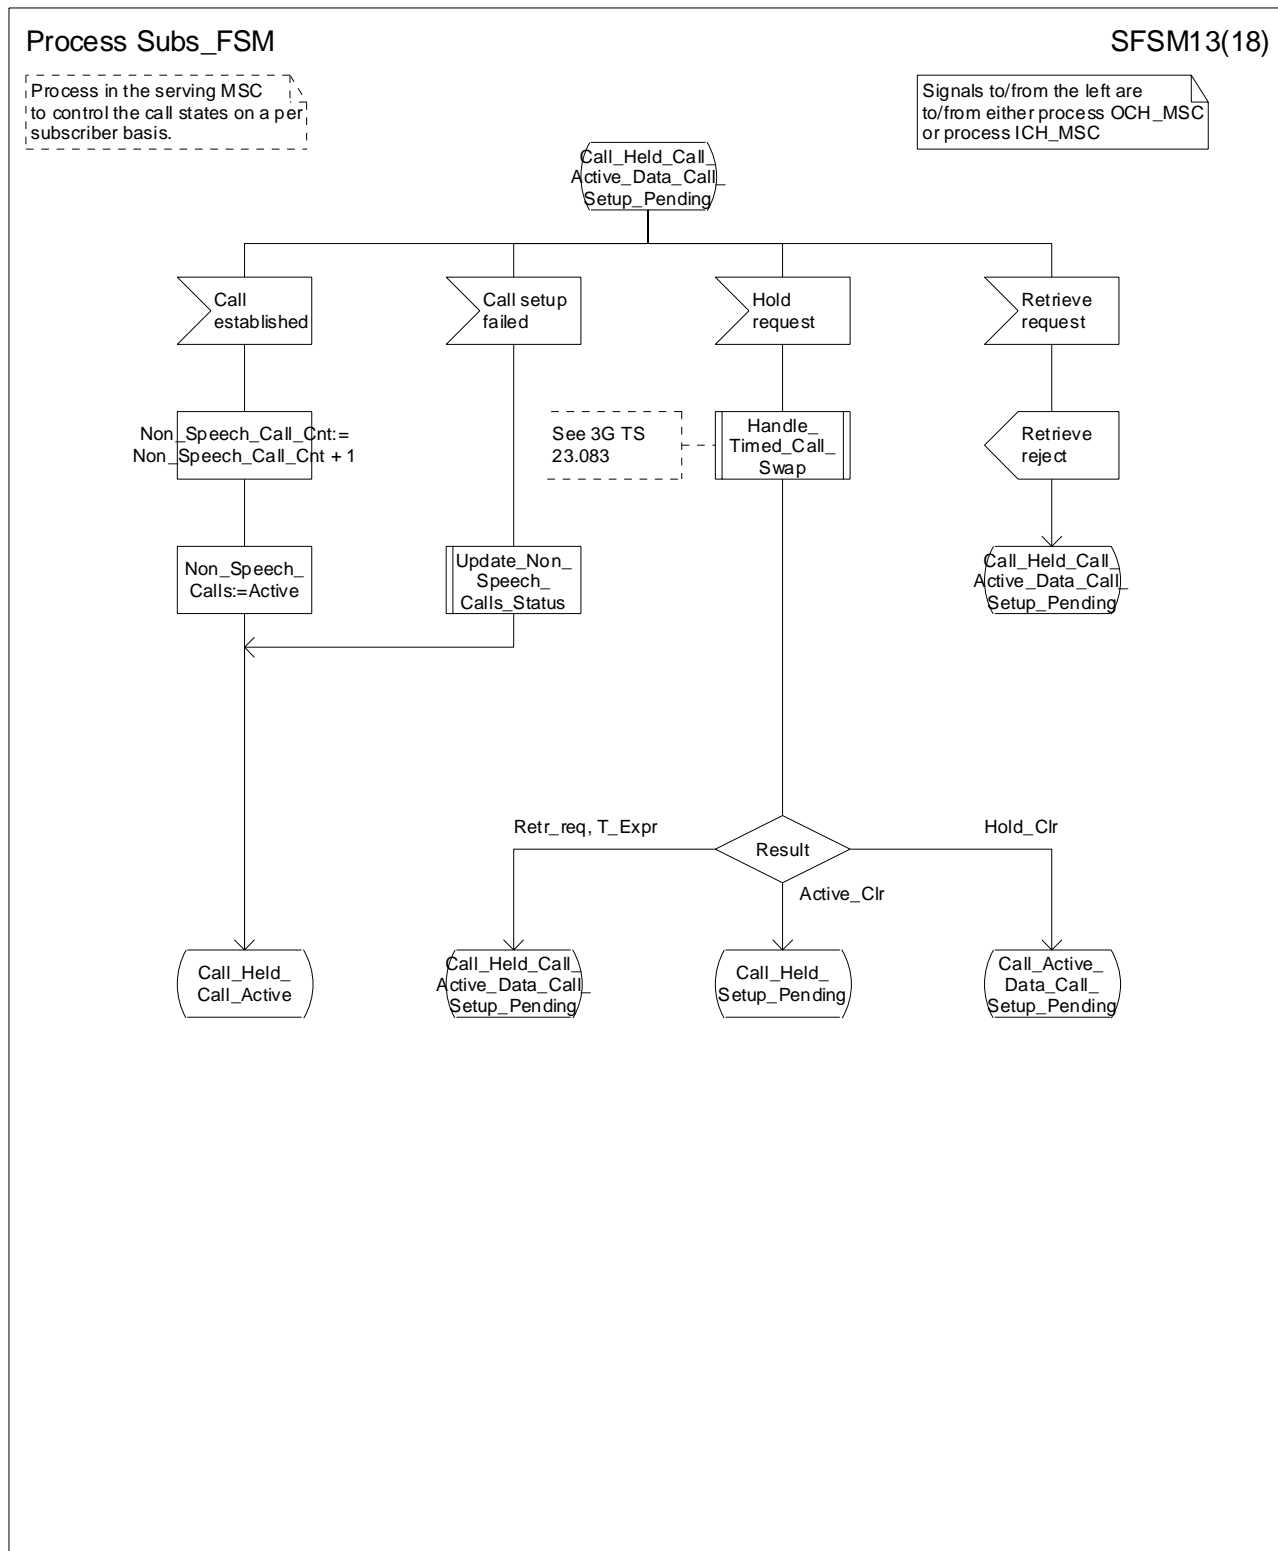 Process Subs_FSM
SFSM13(18)
Process in the serving MSC
to control the call states on a per
subscriber basis.
Signals to/from the left are
to/from either process OCH_MSC
or process ICH_MSC
Call_Held_Call_
Active_Data_Call_
Setup_Pending
Call
established
Call setup
failed
Hold
request
Retrieve
request
Non_Speech_Call_Cnt:=
Non_Speech_Call_Cnt + 1
See 3G TS
23.083
Handle_
Timed_Call_
Swap
Retrieve
reject
Non_Speech_
Calls:=Active
Update_Non_
Speech_
Calls_Status
Call_Held_Call_
Active_Data_Call_
Setup_Pending
Retr_req, T_Expr
Result
Hold_Clr
Active_Clr
Call_Held_
Call_Active
Call_Held_Call_
Active_Data_Call_
Setup_Pending
Call_Held_
Setup_Pending
Call_Active_
Data_Call_
Setup_Pending